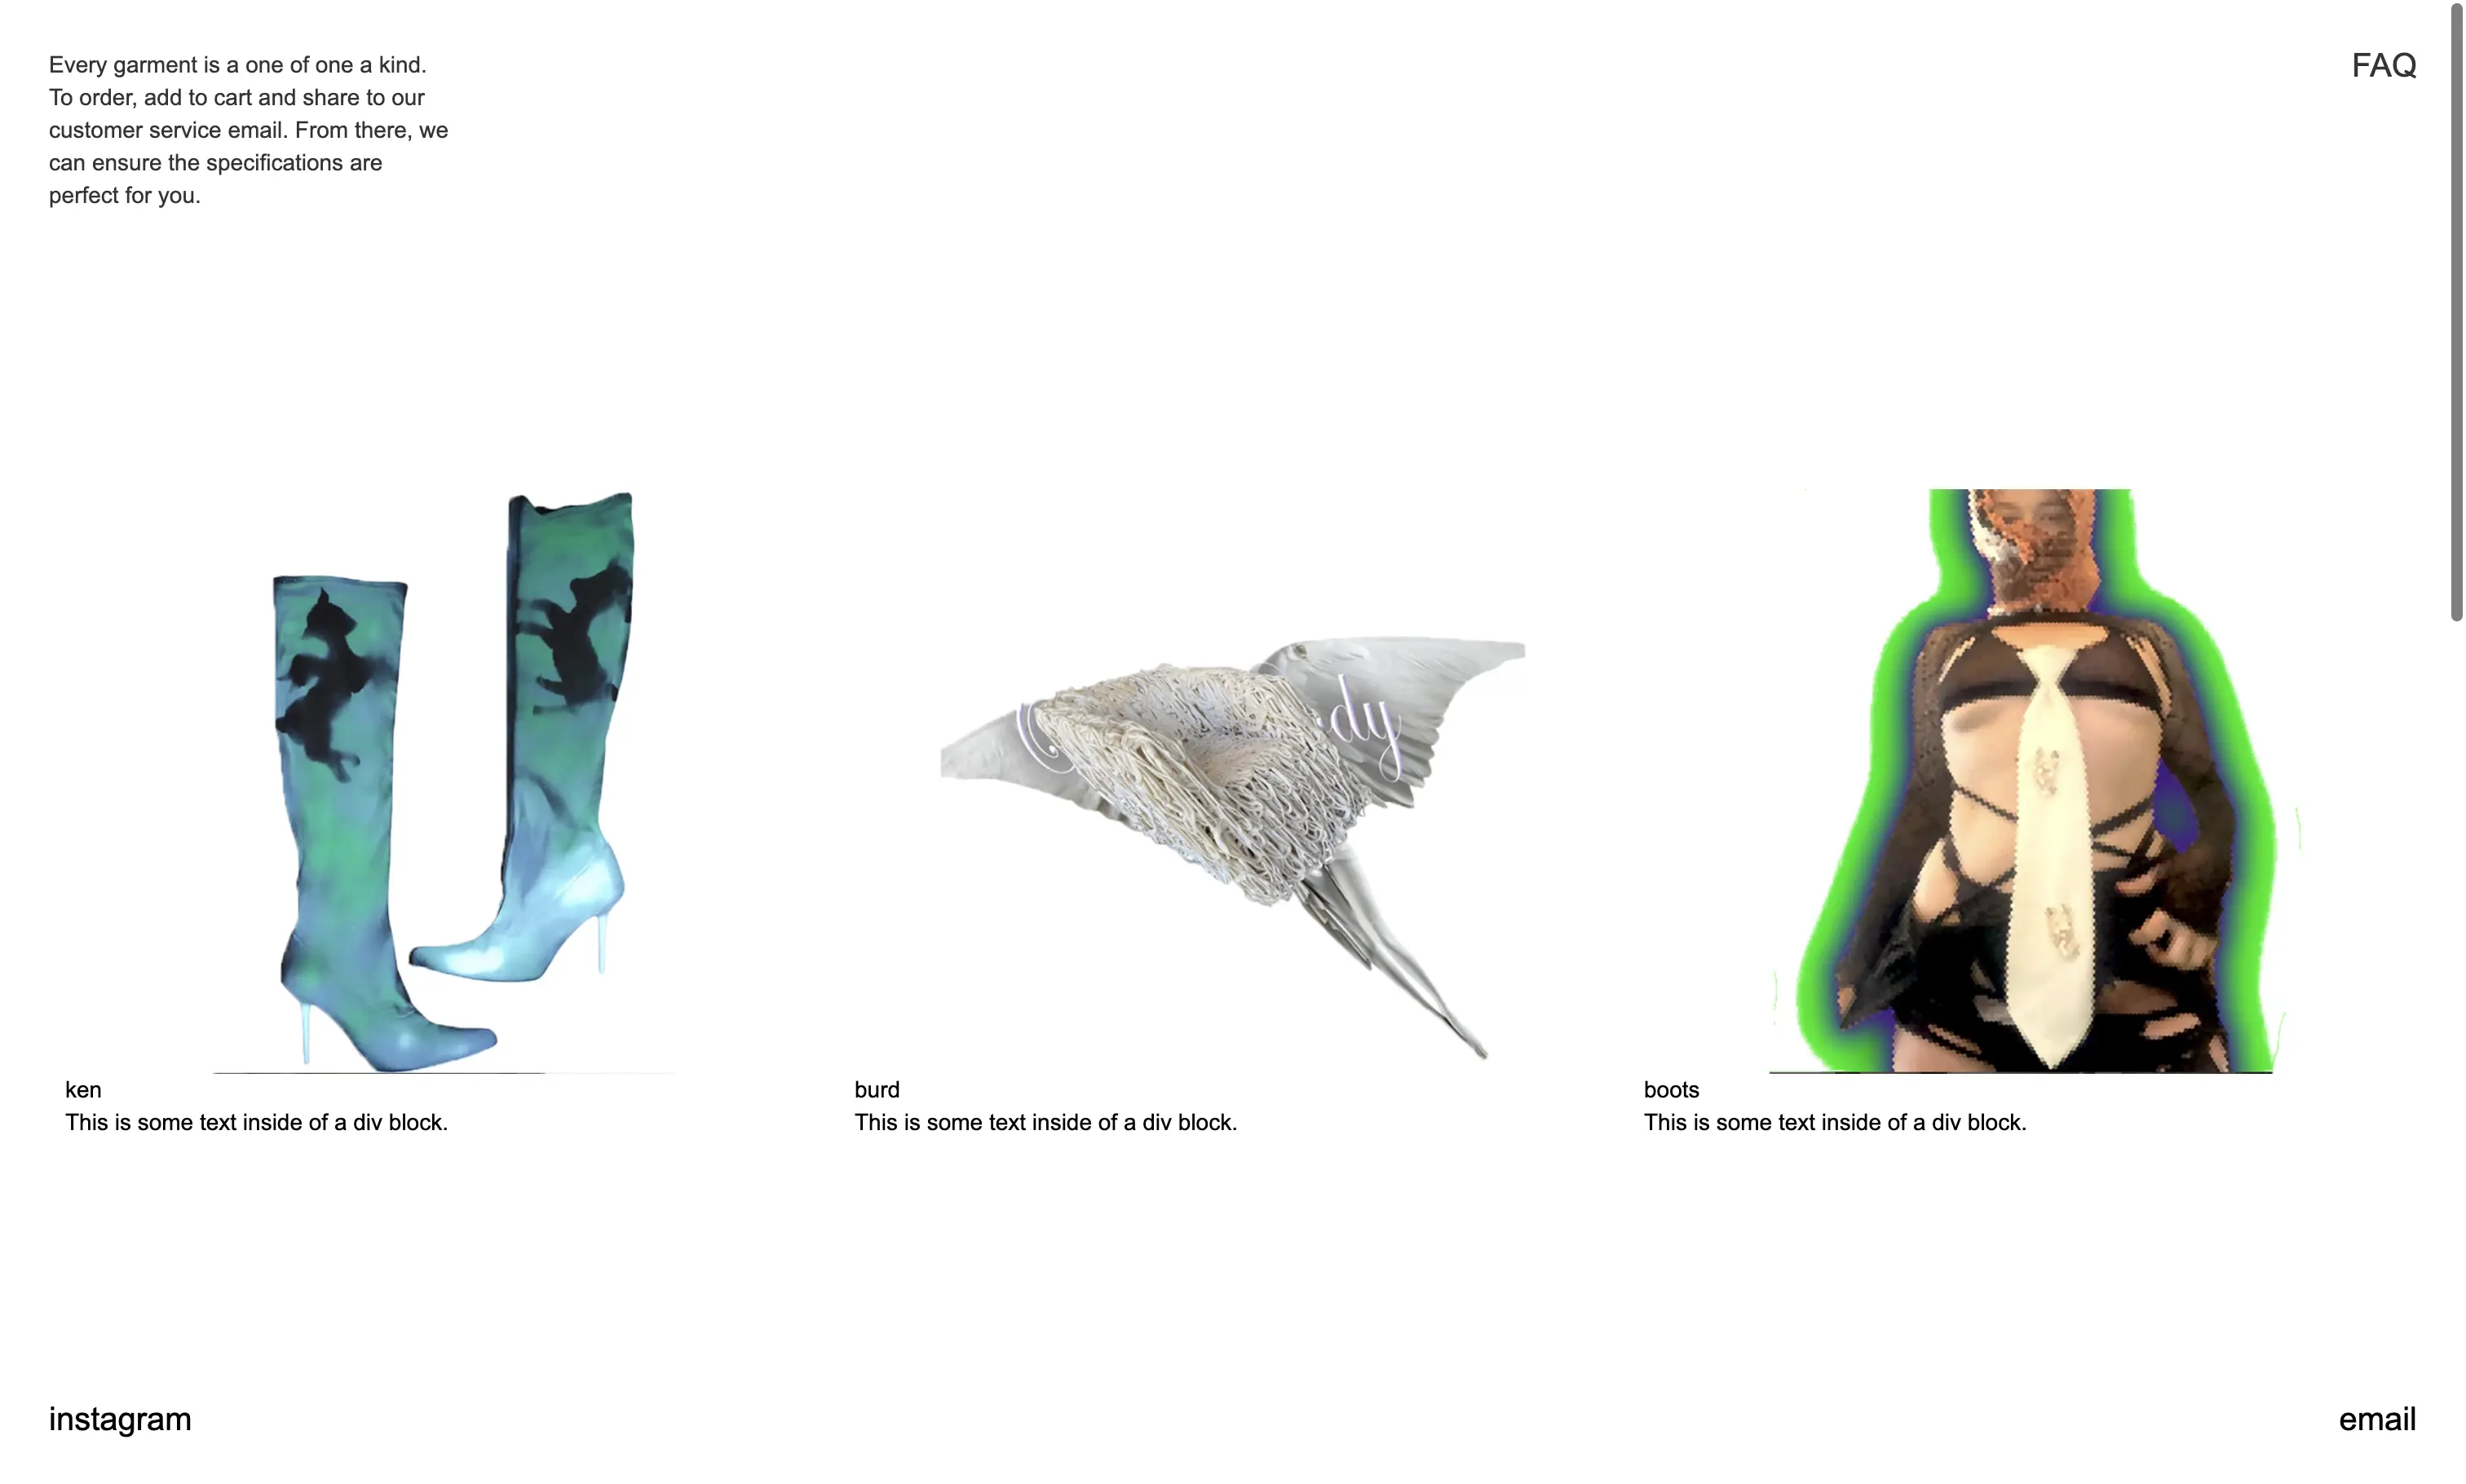 Every garment is a one of one a kind.
To order, add to cart and share to our
customer service email. From there, we
can ensure the specifications are
perfect for you.
FAQ
dy
ken
This is some text inside of a div block.
burd
This is some text inside of a div block.
boots
This is some text inside of a div block.
instagram
email